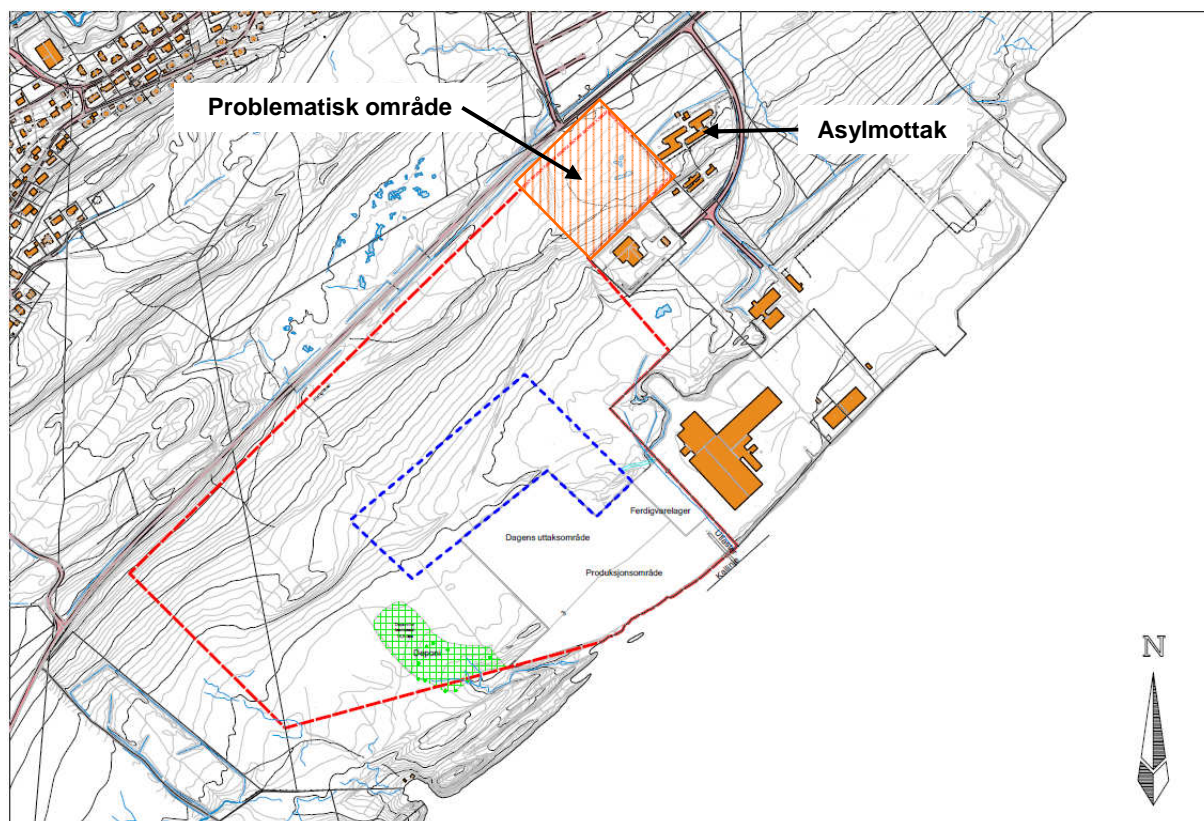 Problematisk område
Asylmottak
Ferdigvarelager
Dagens uttaksområde
Produksjonsområde
Deponi
N